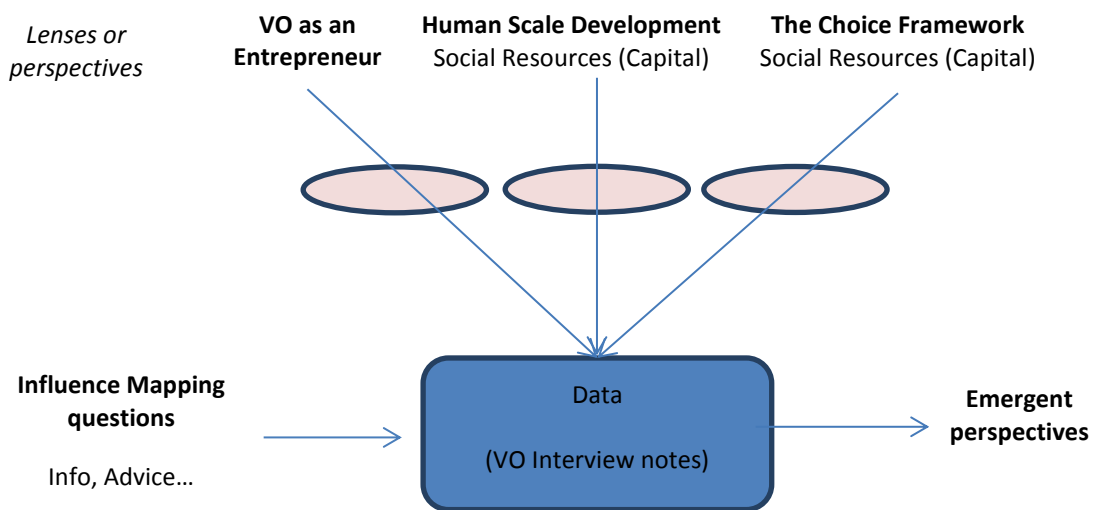 Lenses or
perspectives
VO as an
Entrepreneur
Human Scale Development
Social Resources (Capital)
The Choice Framework
Social Resources (Capital)
Influence Mapping
questions
Info, Advice…
Data
(VO Interview notes)
Emergent
perspectives